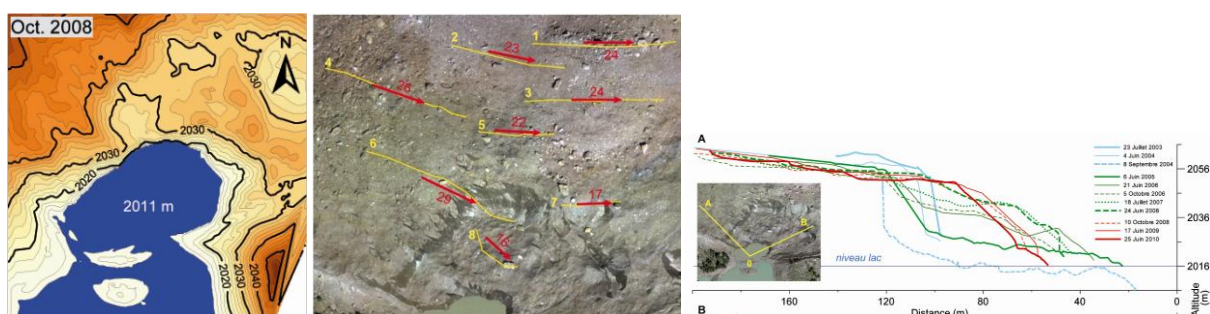 Oct. 2008
N
2030
2030
2030
2020
2020
2030
2040
2011 m
1
24
2
23
3
24
4
26
5
22
6
29
7
17
8
A
23 Juillet 2003
4 Juin 2004
8 Septembre 2004
6 Juin 2005
21 Juin 2006
5 Octobre 2006
18 Juillet 2007
24 Juin 2008
10 Octobre 2008
17 Juin 2009
25 Juin 2010
A
B
0
niveau lac
2056
2036
2016
Altitude (m)
160
120
80
40
0
Distance (m)
B